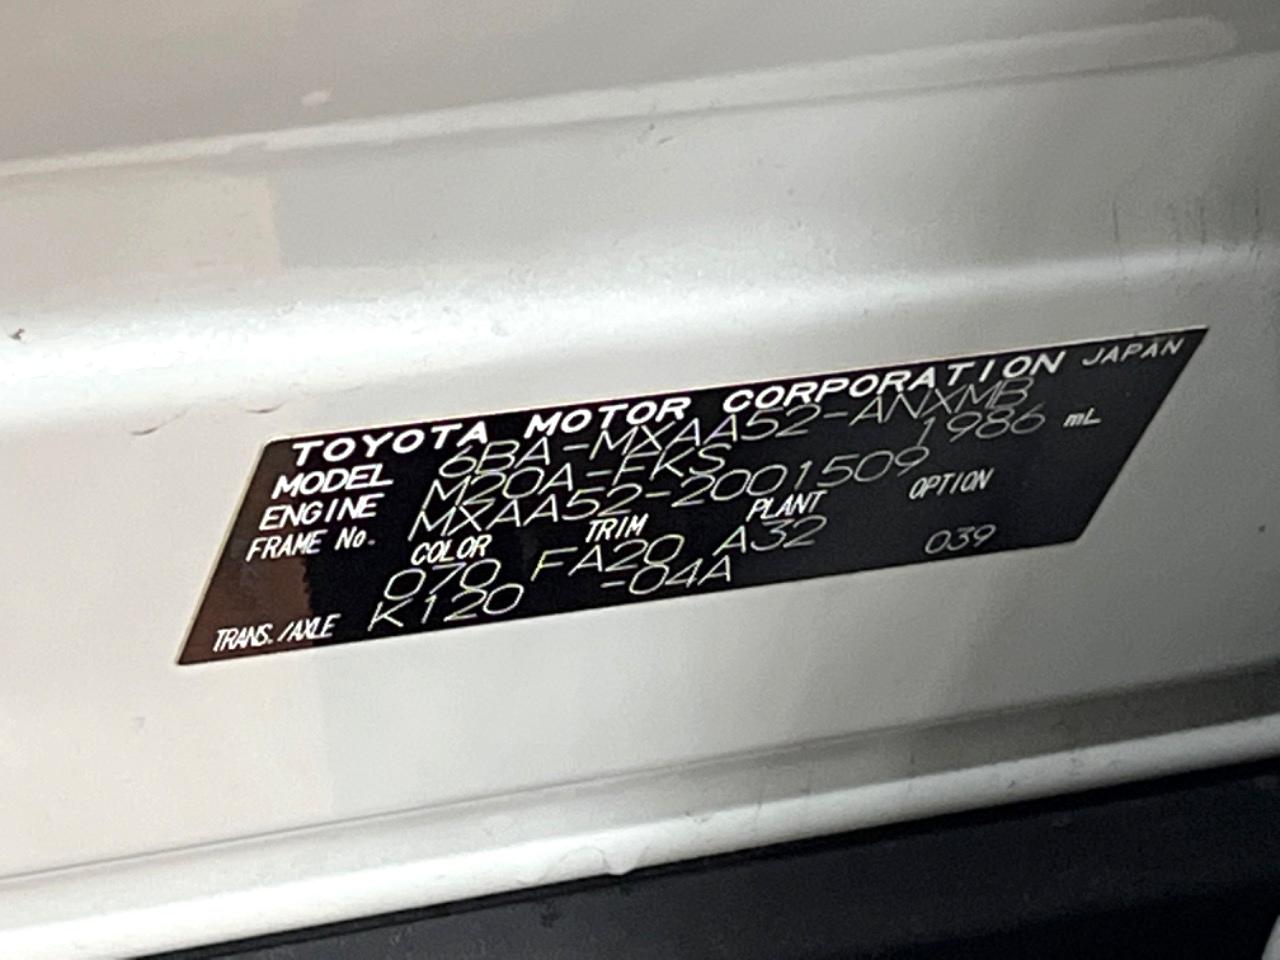 TOYOTA MOTOR CORPORATION JAPAN
MODEL 6BA-MXAA52-ANXMB
ENGINE M20A-FKS 1986 mL
FRAME No. MXAA52-2001509
COLOR TRIM PLANT OPTION
070 FA20 A32 039
TRANS./AXLE K120 -04A